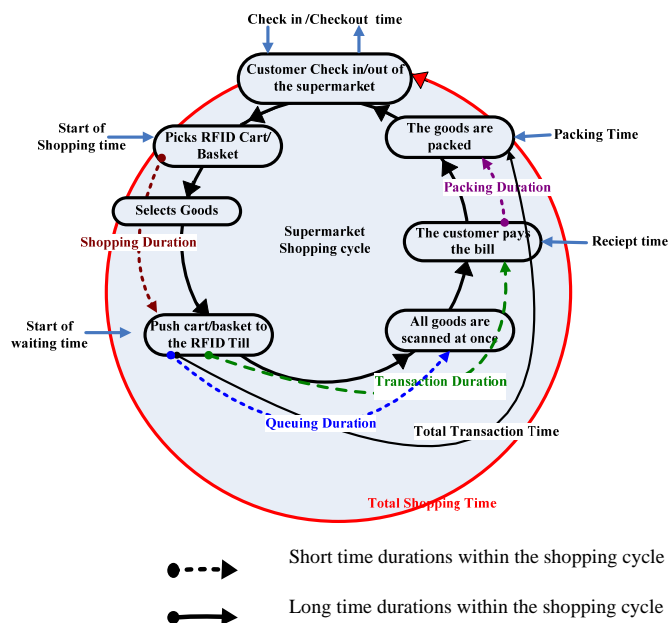 Check in /Checkout time
Customer Check in/out of
the supermarket
Start of
Shopping time
Picks RFID Cart/
Basket
The goods are
packed
Packing Time
Packing Duration
Selects Goods
Shopping Duration
Supermarket
Shopping cycle
The customer pays
the bill
Reciept time
Start of
waiting time
Push cart/basket to
the RFID Till
All goods are
scanned at once
Transaction Duration
Queuing Duration
Total Transaction Time
Total Shopping Time
Short time durations within the shopping cycle
Long time durations within the shopping cycle